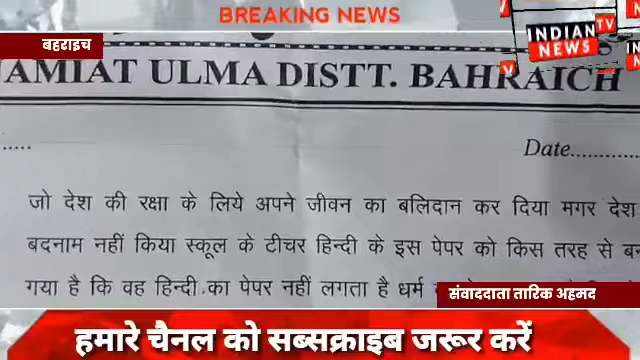 BREAKING NEWS
बहराइच
INDIAN TV
NEWS
AMIAT ULMA DISTT. BAHRAICH
..... Date............
जो देश की रक्षा के लिये अपने जीवन का बलिदान कर दिया मगर देश
बदनाम नहीं किया स्कूल के टीचर हिन्दी के इस पेपर को किस तरह से
गया है कि वह हिन्दी का पेपर नहीं लगता है धर्म
संवाददाता तारिक अहमद
हमारे चैनल को सब्सक्राइब जरूर करें